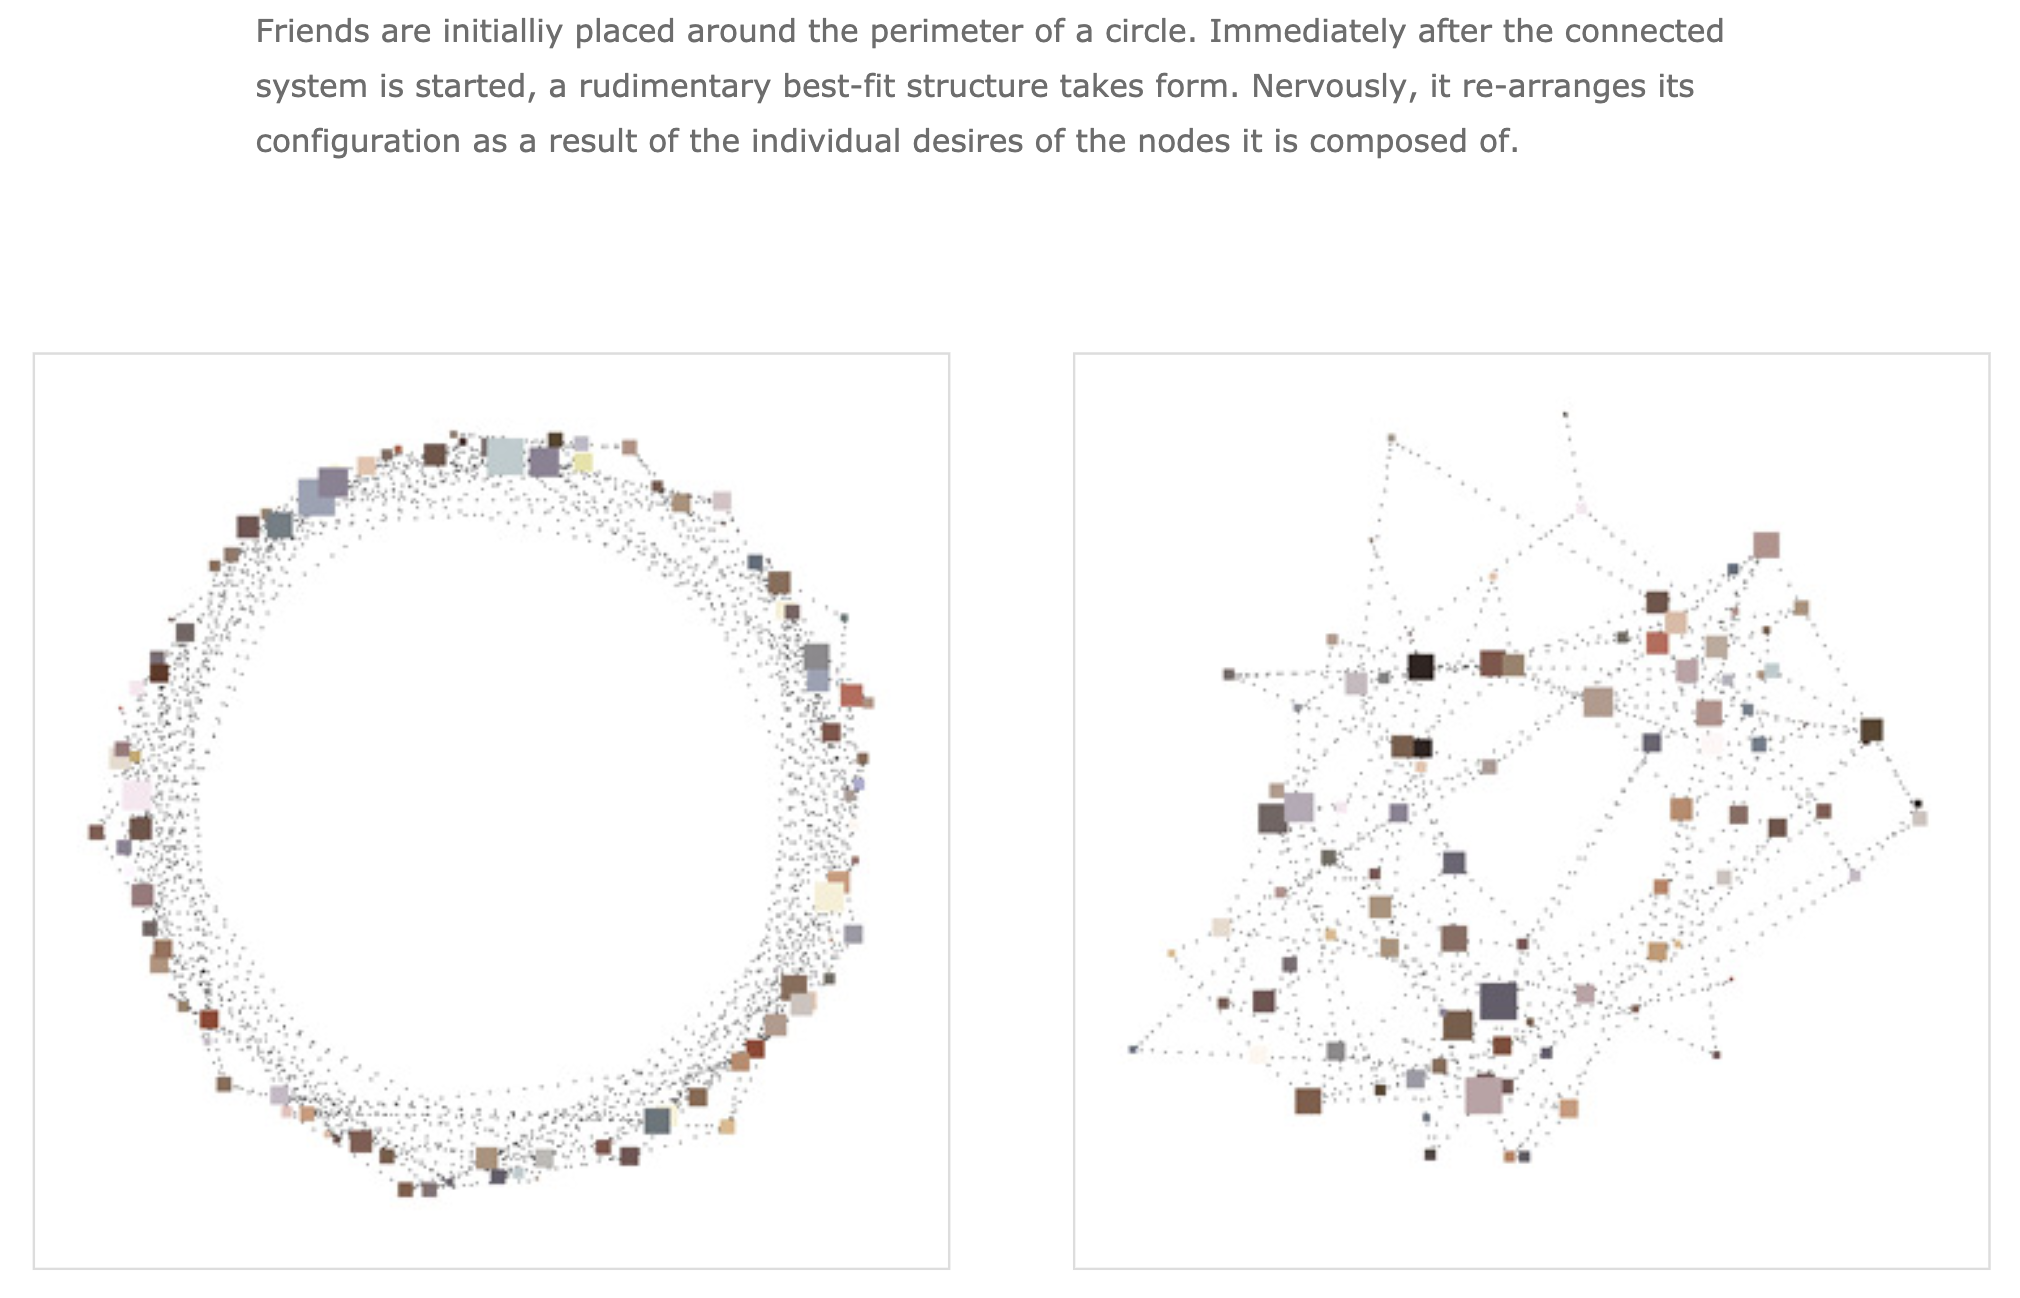 Friends are initialliy placed around the perimeter of a circle. Immediately after the connected
system is started, a rudimentary best-fit structure takes form. Nervously, it re-arranges its
configuration as a result of the individual desires of the nodes it is composed of.